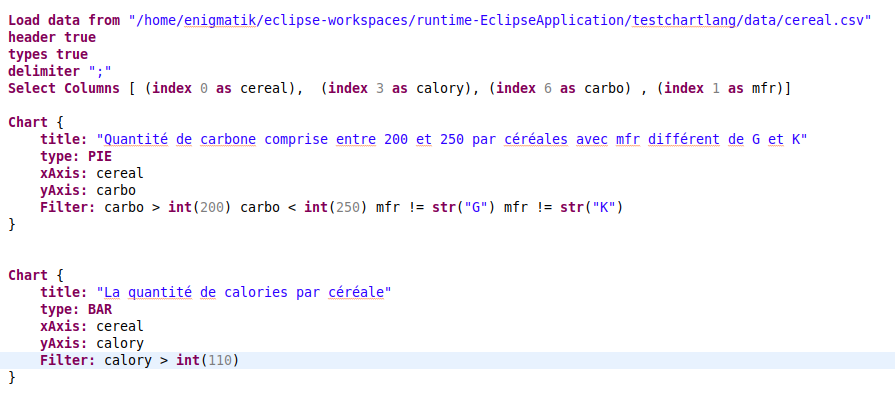 Load data from "/home/enigmatik/eclipse-workspaces/runtime-EclipseApplication/testchartlang/data/cereal.csv"
header true
types true
delimiter ";"
Select Columns [ (index 0 as cereal),  (index 3 as calory), (index 6 as carbo) , (index 1 as mfr)]
Chart {
title: "Quantité de carbone comprise entre 200 et 250 par céréales avec mfr différent de G et K"
type: PIE
xAxis: cereal
yAxis: carbo
Filter: carbo > int(200) carbo < int(250) mfr != str("G") mfr != str("K")
}
Chart {
title: "La quantité de calories par céréale"
type: BAR
xAxis: cereal
yAxis: calory
Filter: calory > int(110)
}